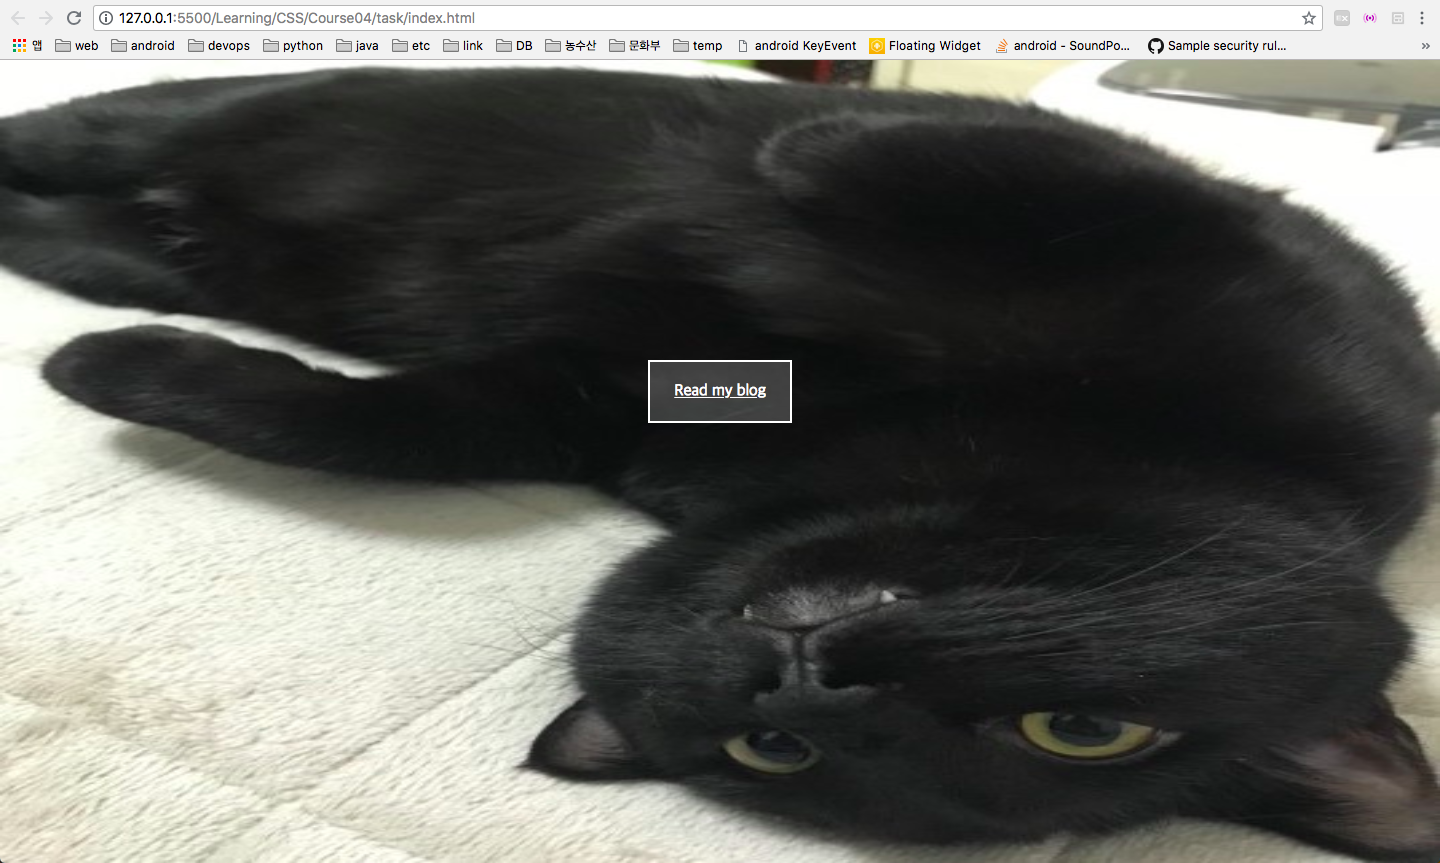 127.0.0.1:5500/Learning/CSS/Course04/task/index.html
앱 web android devops python java etc link DB 농수산 문화부 temp android KeyEvent Floating Widget android - SoundPo... Sample security rul... »
Read my blog